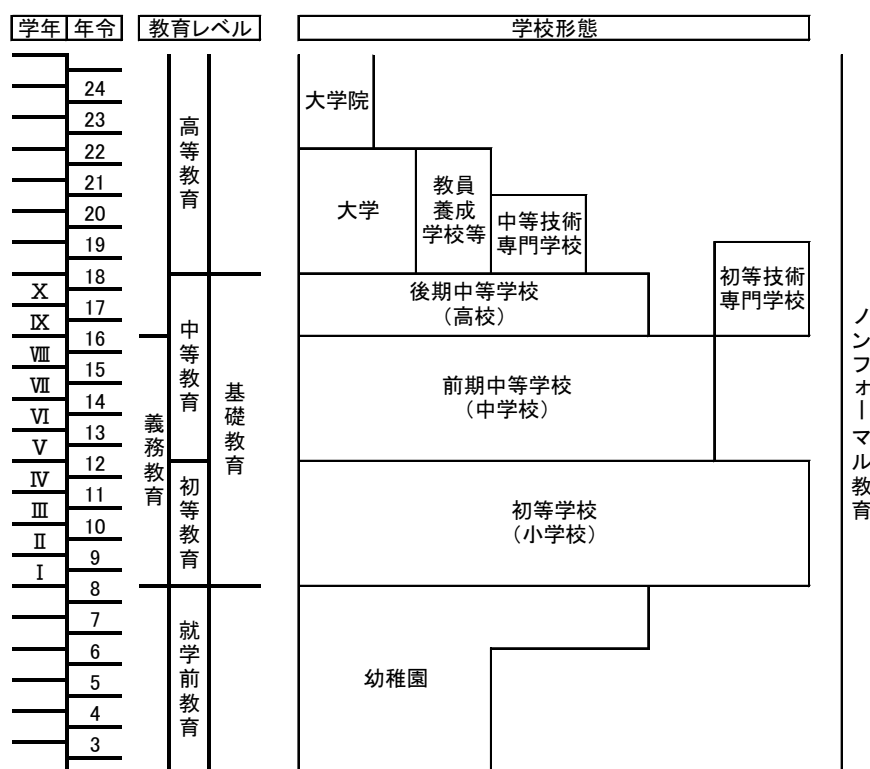 学年 年令 教育レベル 学校形態
24
23
22
21
20
19
18
17
16
15
14
13
12
11
10
9
8
7
6
5
4
3
Ⅹ
Ⅸ
Ⅷ
Ⅶ
Ⅵ
Ⅴ
Ⅳ
Ⅲ
Ⅱ
Ⅰ
高等教育
中等教育
初等教育
就学前教育
義務教育
基礎教育
大学院
大学
教員
養成
学校等
中等技術
専門学校
初等技術
専門学校
後期中等学校
（高校）
前期中等学校
（中学校）
初等学校
（小学校）
幼稚園
ノンフォーマル教育